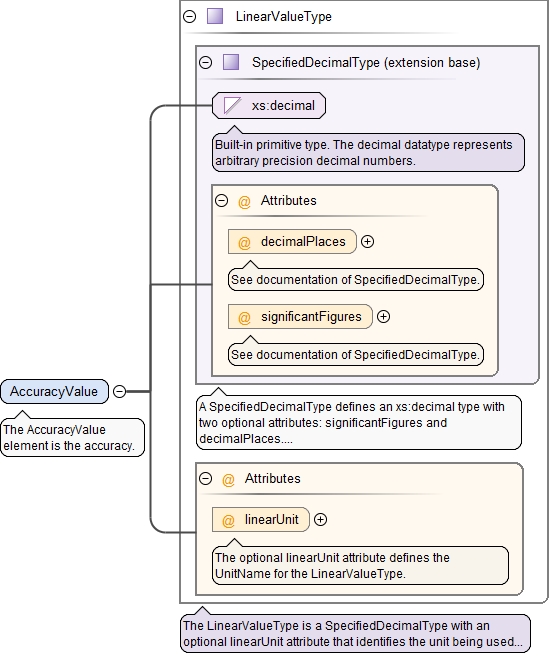 LinearValueType
SpecifiedDecimalType (extension base)
xs:decimal
Built-in primitive type. The decimal datatype represents
arbitrary precision decimal numbers.
@ Attributes
@ decimalPlaces
See documentation of SpecifiedDecimalType.
@ significantFigures
See documentation of SpecifiedDecimalType.
AccuracyValue
The AccuracyValue
element is the accuracy.
A SpecifiedDecimalType defines an xs:decimal type with
two optional attributes: significantFigures and
decimalPlaces....
@ Attributes
@ linearUnit
The optional linearUnit attribute defines the
UnitName for the LinearValueType.
The LinearValueType is a SpecifiedDecimalType with an
optional linearUnit attribute that identifies the unit being used...